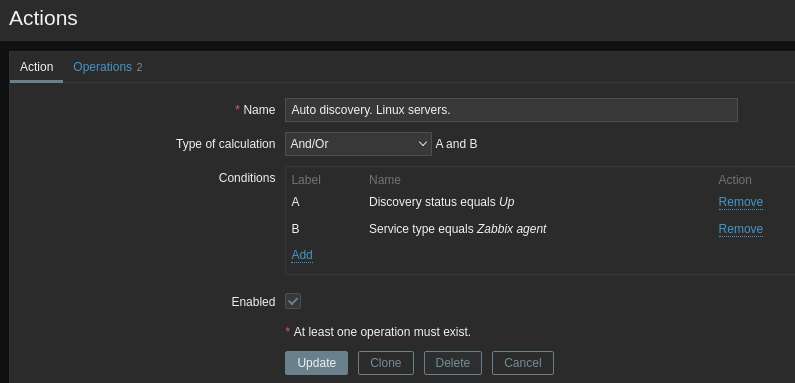 Actions
Action Operations 2
* Name Auto discovery. Linux servers.
Type of calculation And/Or A and B
Conditions Label Name Action
A Discovery status equals Up Remove
B Service type equals Zabbix agent Remove
Add
Enabled
* At least one operation must exist.
Update Clone Delete Cancel